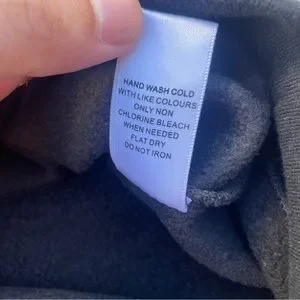 HAND WASH COLD
WITH LIKE COLOURS
ONLY NON
CHLORINE BLEACH
WHEN NEEDED
FLAT DRY
DO NOT IRON